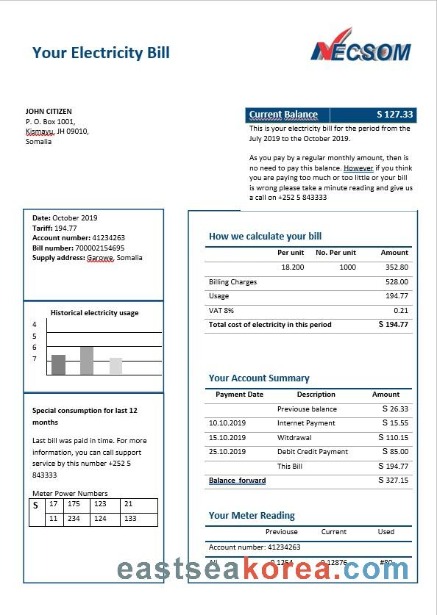 Your Electricity Bill
NECSOM
JOHN CITIZEN
P. O. Box 1001,
Kismayu, JH 09010,
Somalia
Current Balance $ 127.33
This is your electricity bill for the period from the
July 2019 to the October 2019.
As you pay by a regular monthly amount, then is
no need to pay this balance. However if you think
you are paying too much or too little or your bill
is wrong please take a minute reading and give us
a call on +252 5 843333
Date: October 2019
Tariff: 194.77
Account number: 41234263
Bill number: 700002154695
Supply address: Garowe, Somalia
Historical electricity usage
4
5
6
7
Special consumption for last 12
months
Last bill was paid in time. For more
information, you can call support
service by this number +252 5
843333
Meter Power Numbers
S 17 175 123 21
11 234 124 133
How we calculate your bill
Per unit No. Per unit Amount
18.200 1000 352.80
Billing Charges 528.00
Usage 194.77
VAT 8% 0.21
Total cost of electricity in this period $ 194.77
Your Account Summary
Payment Date Description Amount
Previouse balance $ 26.33
10.10.2019 Internet Payment $ 15.55
15.10.2019 Witdrawal $ 110.15
25.10.2019 Debit Credit Payment $ 85.00
This Bill $ 194.77
Balance forward $ 327.15
Your Meter Reading
Previouse Current Used
Account number: 41234263
eastseakorea.com